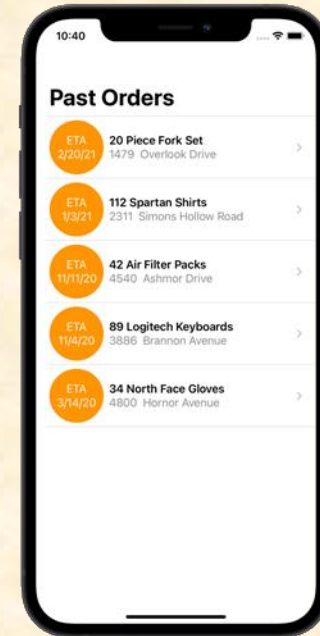 10:40
Past Orders
ETA
2/20/21
20 Piece Fork Set
1479 Overlook Drive
ETA
1/3/21
112 Spartan Shirts
2311 Simons Hollow Road
ETA
11/11/20
42 Air Filter Packs
4540 Ashmor Drive
ETA
11/4/20
89 Logitech Keyboards
3886 Brannon Avenue
ETA
3/14/20
34 North Face Gloves
4800 Hornor Avenue